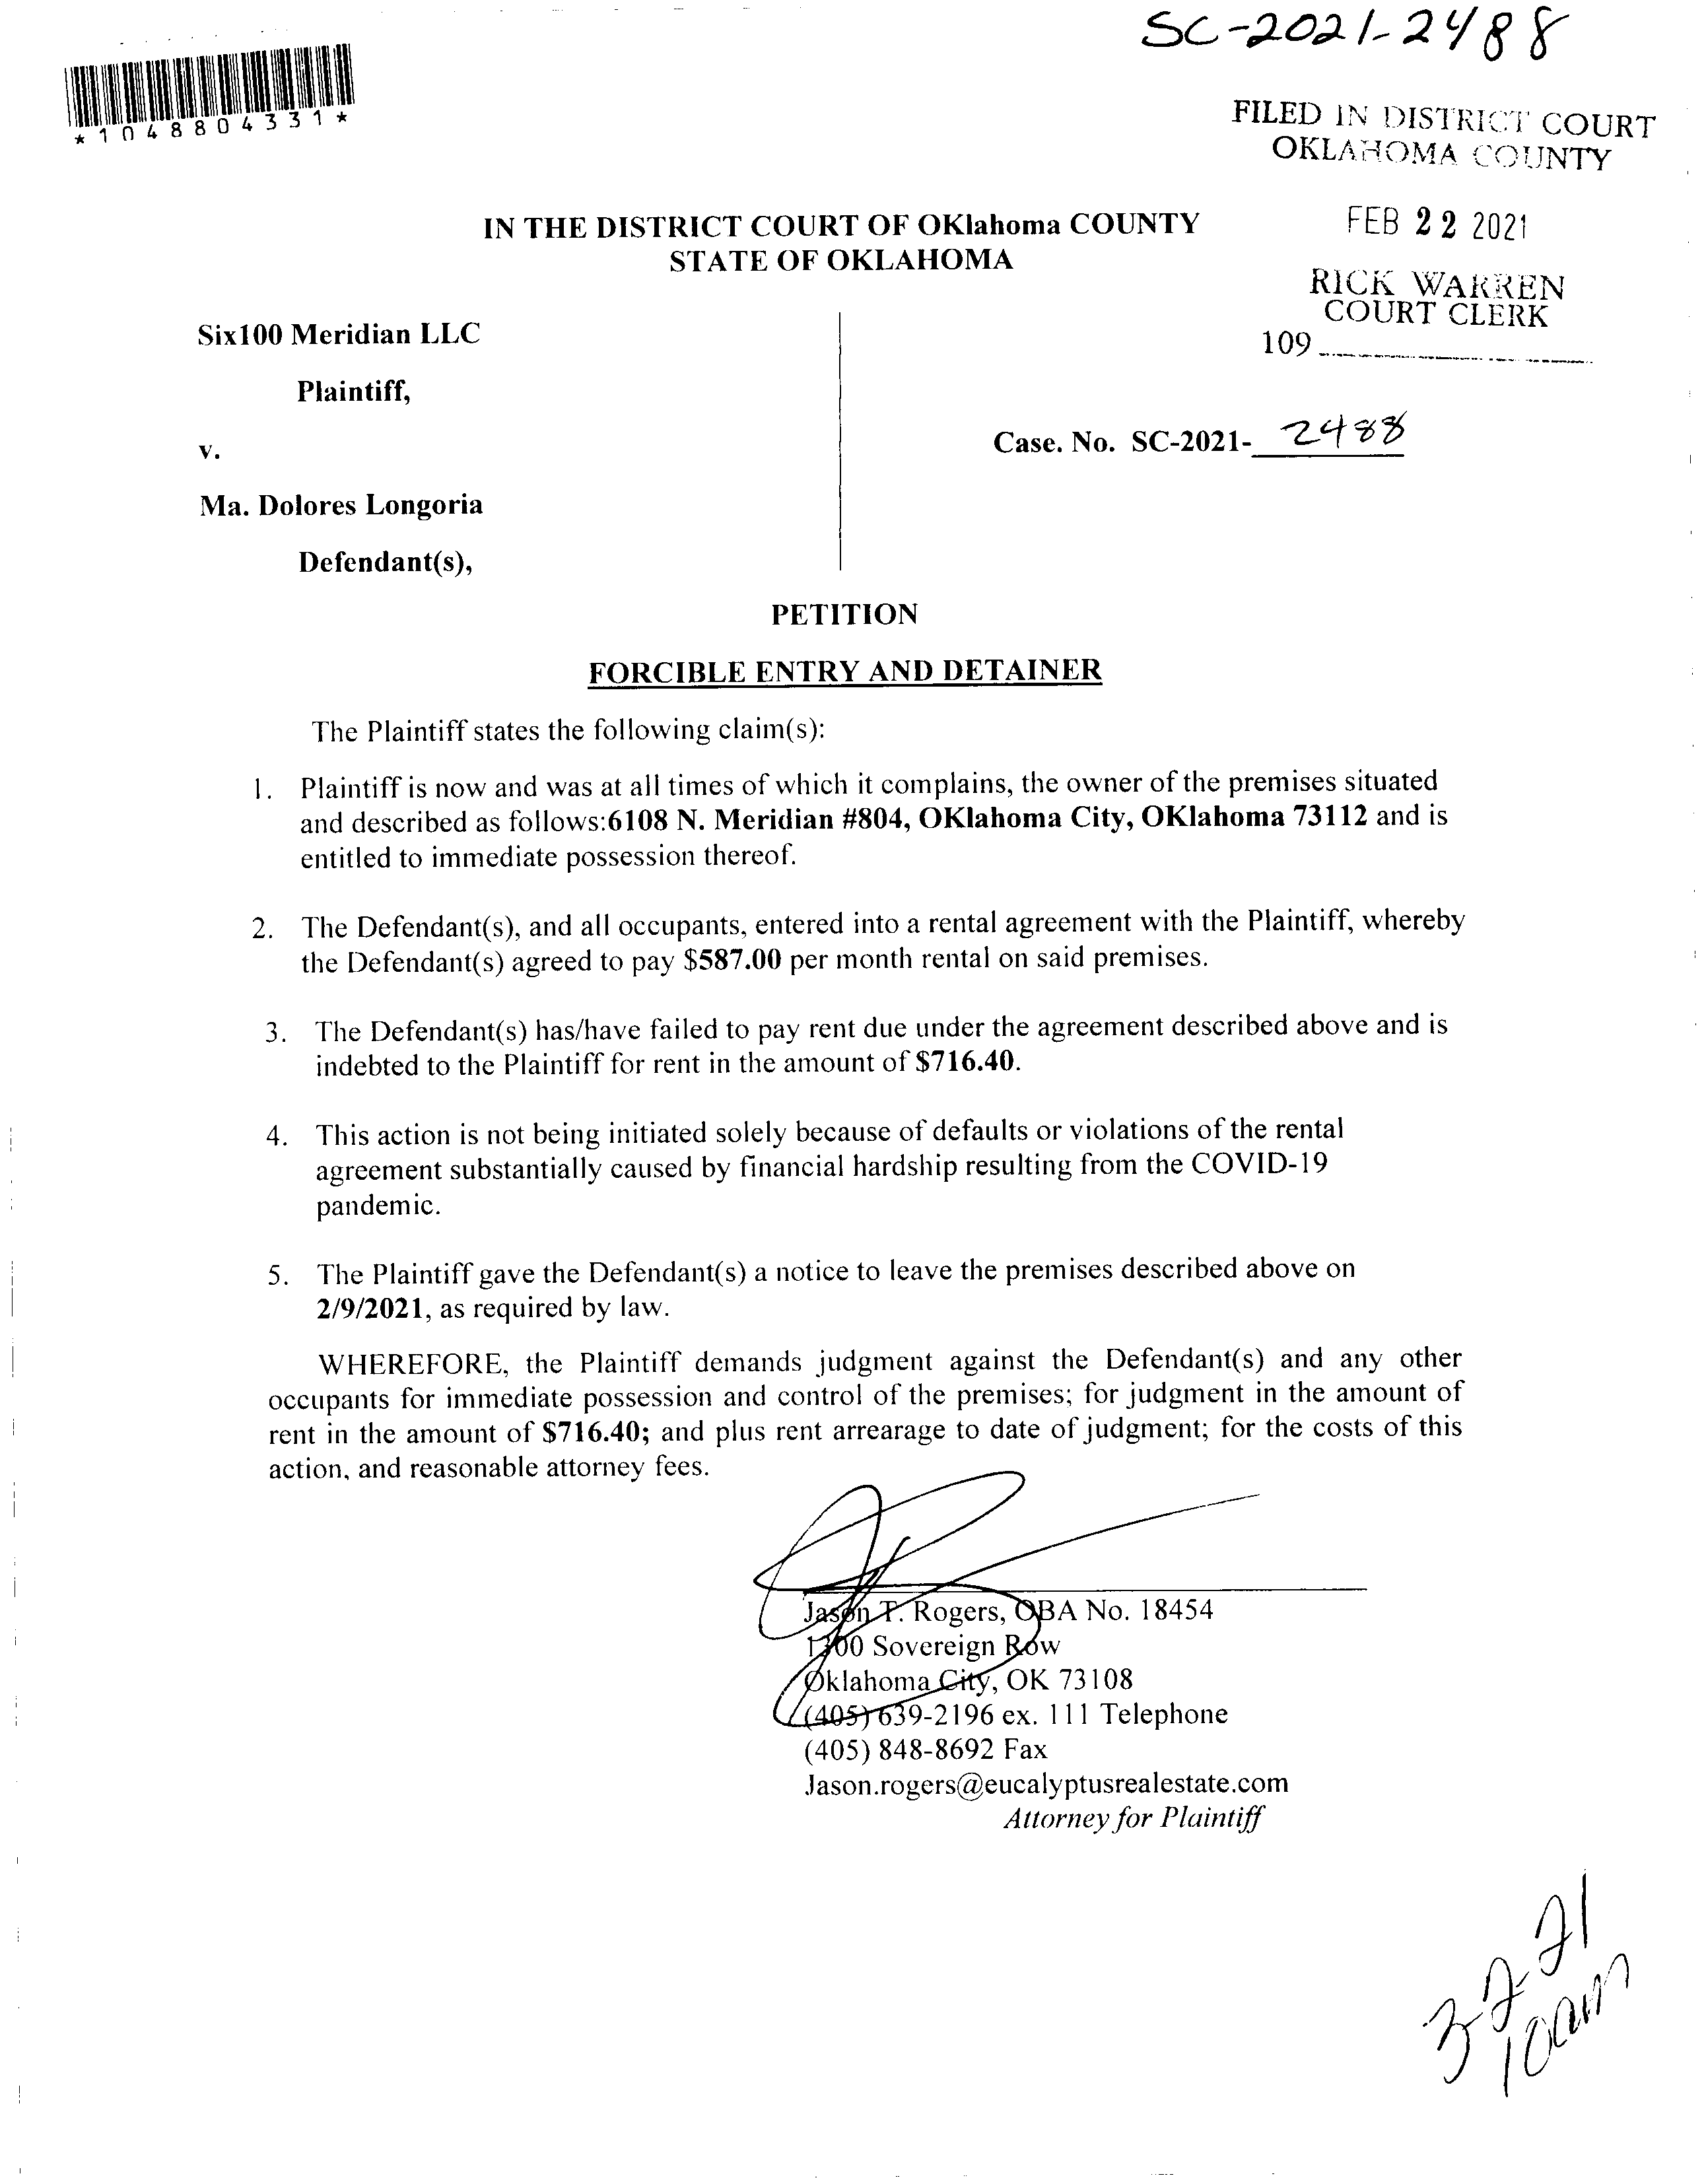 SC-2021-2488
*1048804331*
FILED IN DISTRICT COURT
OKLAHOMA COUNTY
FEB 22 2021
RICK WARREN
COURT CLERK
109
IN THE DISTRICT COURT OF OKlahoma COUNTY
STATE OF OKLAHOMA
Six100 Meridian LLC
Plaintiff,
v.
Case. No. SC-2021- 2488
Ma. Dolores Longoria
Defendant(s),
PETITION
FORCIBLE ENTRY AND DETAINER
The Plaintiff states the following claim(s):
1. Plaintiff is now and was at all times of which it complains, the owner of the premises situated
and described as follows:6108 N. Meridian #804, OKlahoma City, OKlahoma 73112 and is
entitled to immediate possession thereof.
2. The Defendant(s), and all occupants, entered into a rental agreement with the Plaintiff, whereby
the Defendant(s) agreed to pay $587.00 per month rental on said premises.
3. The Defendant(s) has/have failed to pay rent due under the agreement described above and is
indebted to the Plaintiff for rent in the amount of $716.40.
4. This action is not being initiated solely because of defaults or violations of the rental
agreement substantially caused by financial hardship resulting from the COVID-19
pandemic.
5. The Plaintiff gave the Defendant(s) a notice to leave the premises described above on
2/9/2021, as required by law.
WHEREFORE, the Plaintiff demands judgment against the Defendant(s) and any other
occupants for immediate possession and control of the premises; for judgment in the amount of
rent in the amount of $716.40; and plus rent arrearage to date of judgment; for the costs of this
action, and reasonable attorney fees.
Jason T. Rogers, OBA No. 18454
1300 Sovereign Row
Oklahoma City, OK 73108
(405) 639-2196 ex. 111 Telephone
(405) 848-8692 Fax
Jason.rogers@eucalyptusrealestate.com
Attorney for Plaintiff
3-2-21
10am